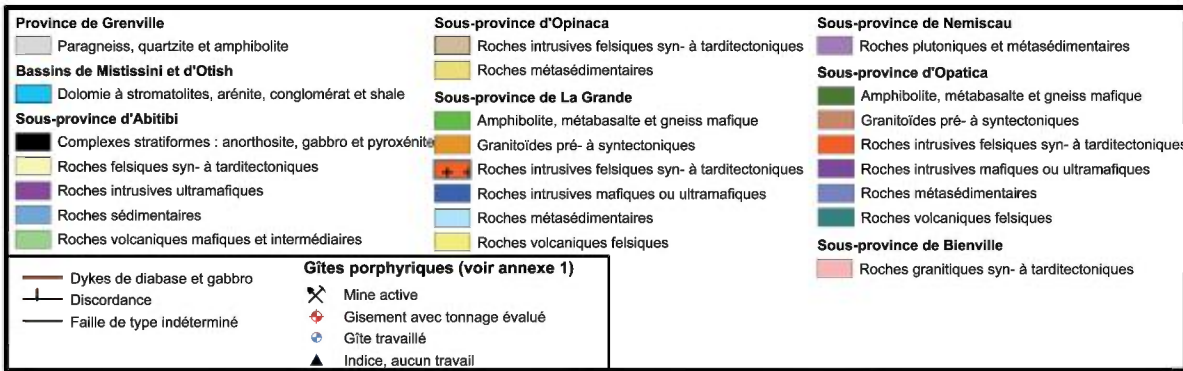 Province de Grenville
Paragneiss, quartzite et amphibolite
Bassins de Mistissini et d'Otish
Dolomie à stromatolites, arénite, conglomérat et shale
Sous-province d'Abitibi
Complexes stratiformes : anorthosite, gabbro et pyroxénite
Roches felsiques syn- à tarditectoniques
Roches intrusives ultramafiques
Roches sédimentaires
Roches volcaniques mafiques et intermédiaires
Sous-province d'Opinaca
Roches intrusives felsiques syn- à tarditectoniques
Roches métasédimentaires
Sous-province de La Grande
Amphibolite, métabasalte et gneiss mafique
Granitoïdes pré- à syntectoniques
Roches intrusives felsiques syn- à tarditectoniques
Roches intrusives mafiques ou ultramafiques
Roches métasédimentaires
Roches volcaniques felsiques
Sous-province de Nemiscau
Roches plutoniques et métasédimentaires
Sous-province d'Opatica
Amphibolite, métabasalte et gneiss mafique
Granitoïdes pré- à syntectoniques
Roches intrusives felsiques syn- à tarditectoniques
Roches intrusives mafiques ou ultramafiques
Roches métasédimentaires
Roches volcaniques felsiques
Sous-province de Bienville
Roches granitiques syn- à tarditectoniques
Dykes de diabase et gabbro
Discordance
Faille de type indéterminé
Gîtes porphyriques (voir annexe 1)
Mine active
Gisement avec tonnage évalué
Gîte travaillé
Indice, aucun travail